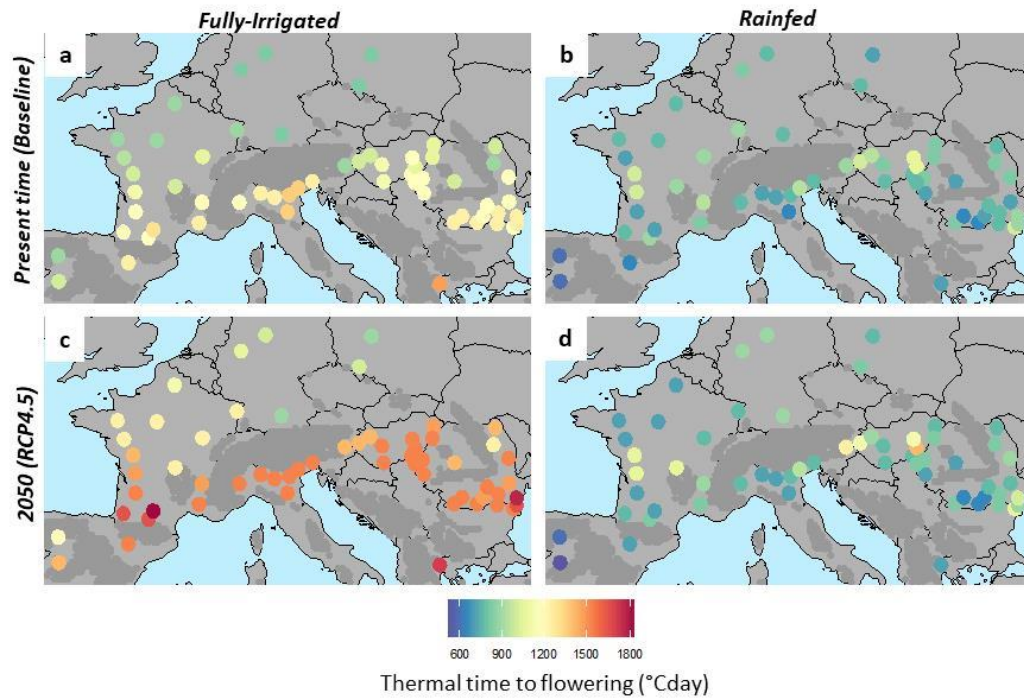 Fully-Irrigated
Rainfed
Present time (Baseline)
a
b
2050 (RCP4.5)
c
d
600 900 1200 1500 1800
Thermal time to flowering (°Cday)